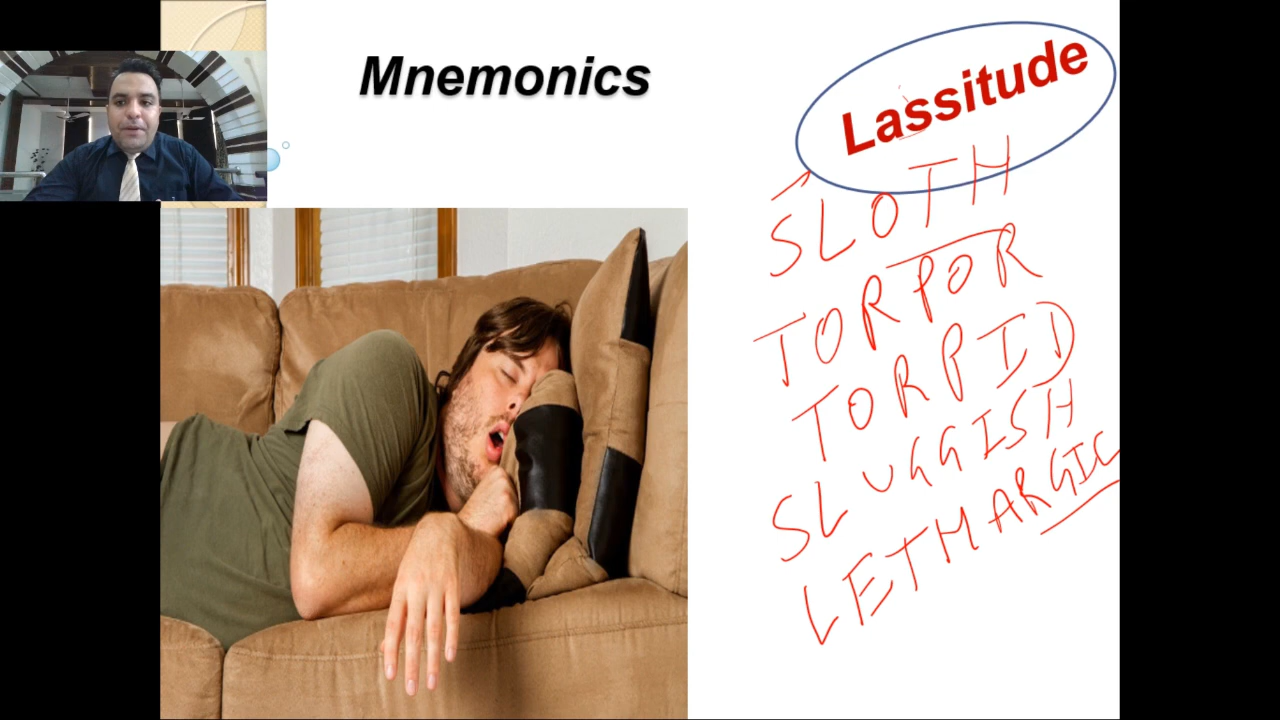 Mnemonics
Lassitude
SLOTH
TORPOR
TORPID
SLUGGISH
LETHARGIC